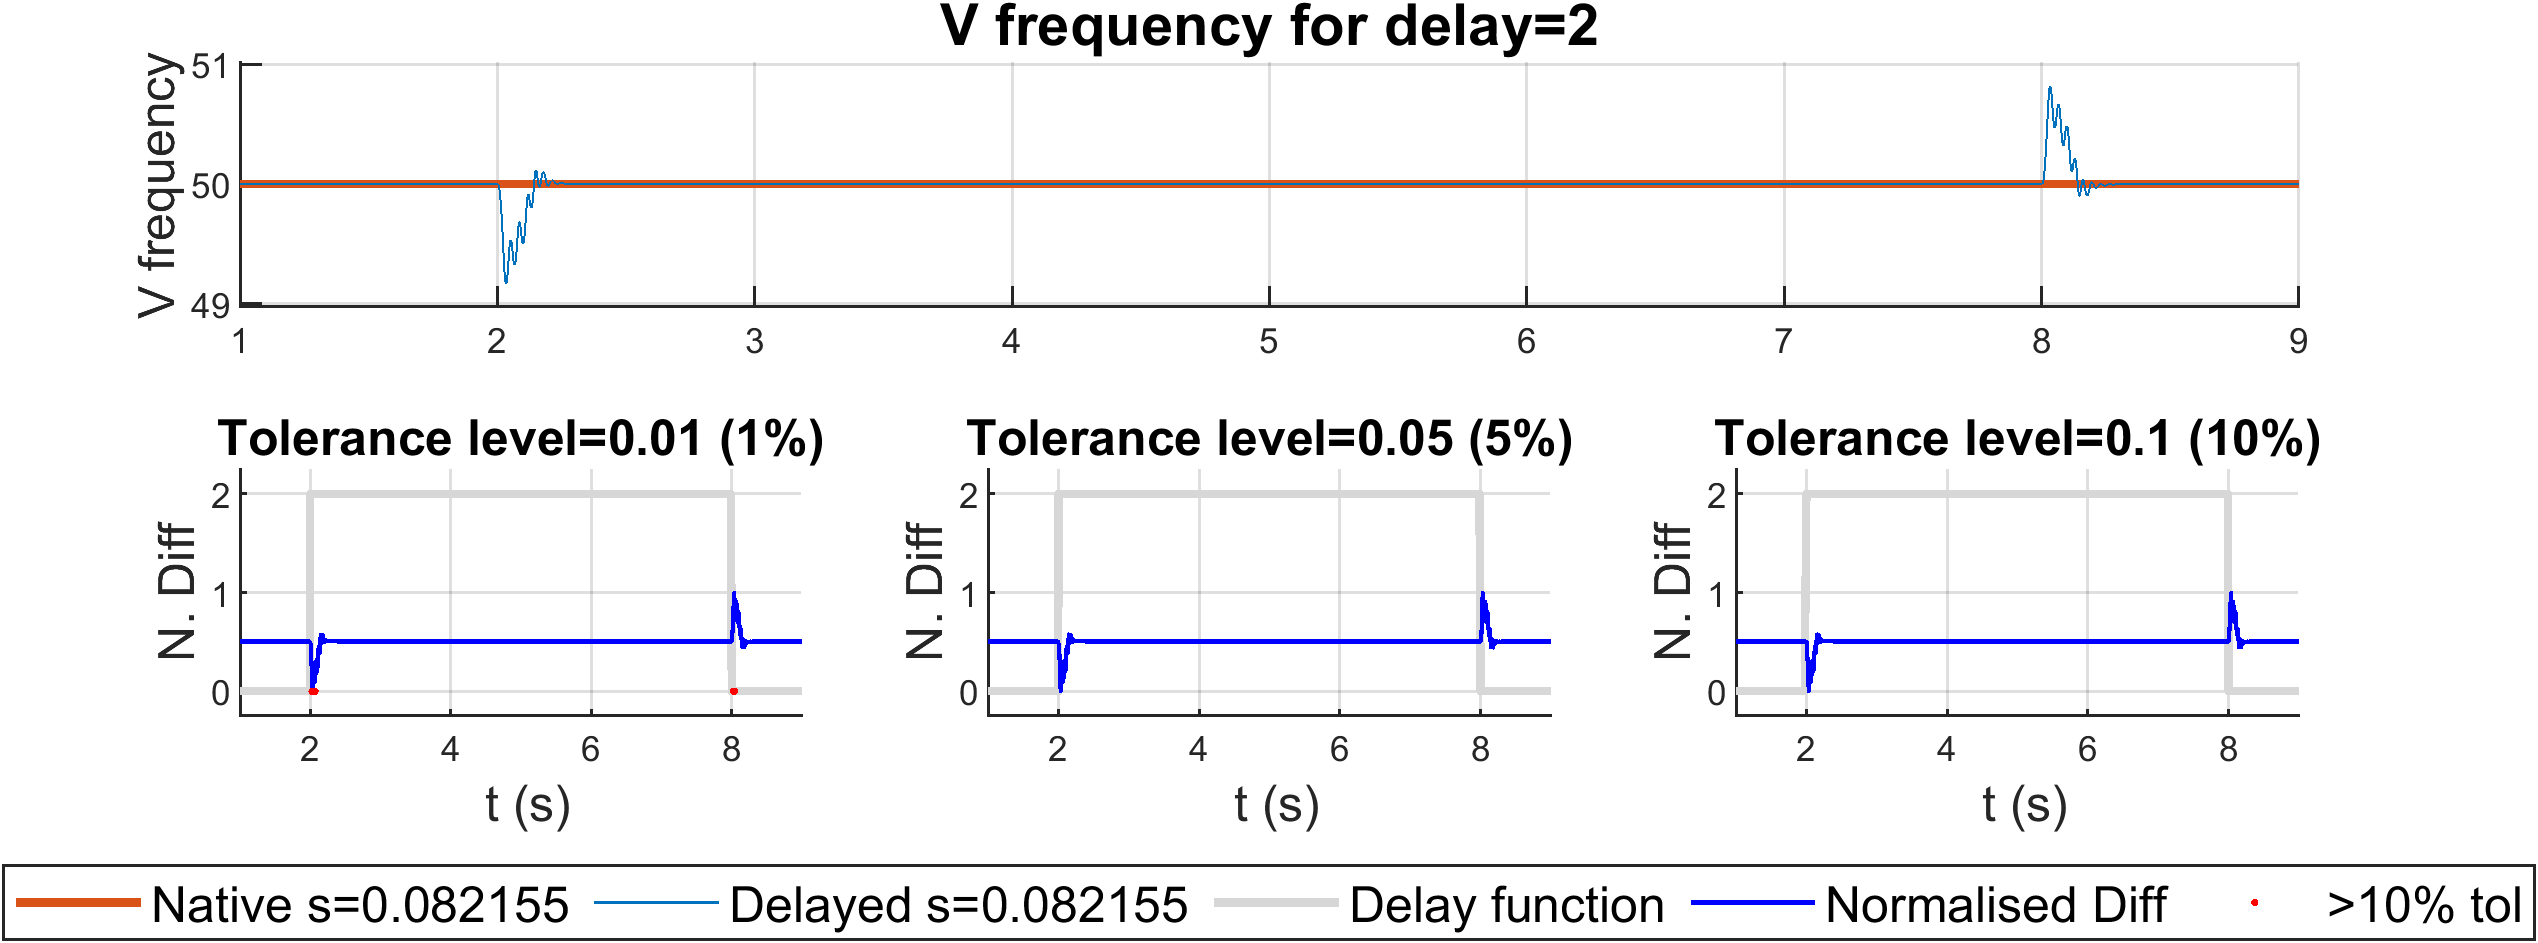 V frequency for delay=2
V frequency
51
50
49
1 2 3 4 5 6 7 8 9
Tolerance level=0.01 (1%)
N. Diff
2
1
0
2 4 6 8
t (s)
Tolerance level=0.05 (5%)
N. Diff
2
1
0
2 4 6 8
t (s)
Tolerance level=0.1 (10%)
N. Diff
2
1
0
2 4 6 8
t (s)
Native s=0.082155 Delayed s=0.082155 Delay function Normalised Diff >10% tol